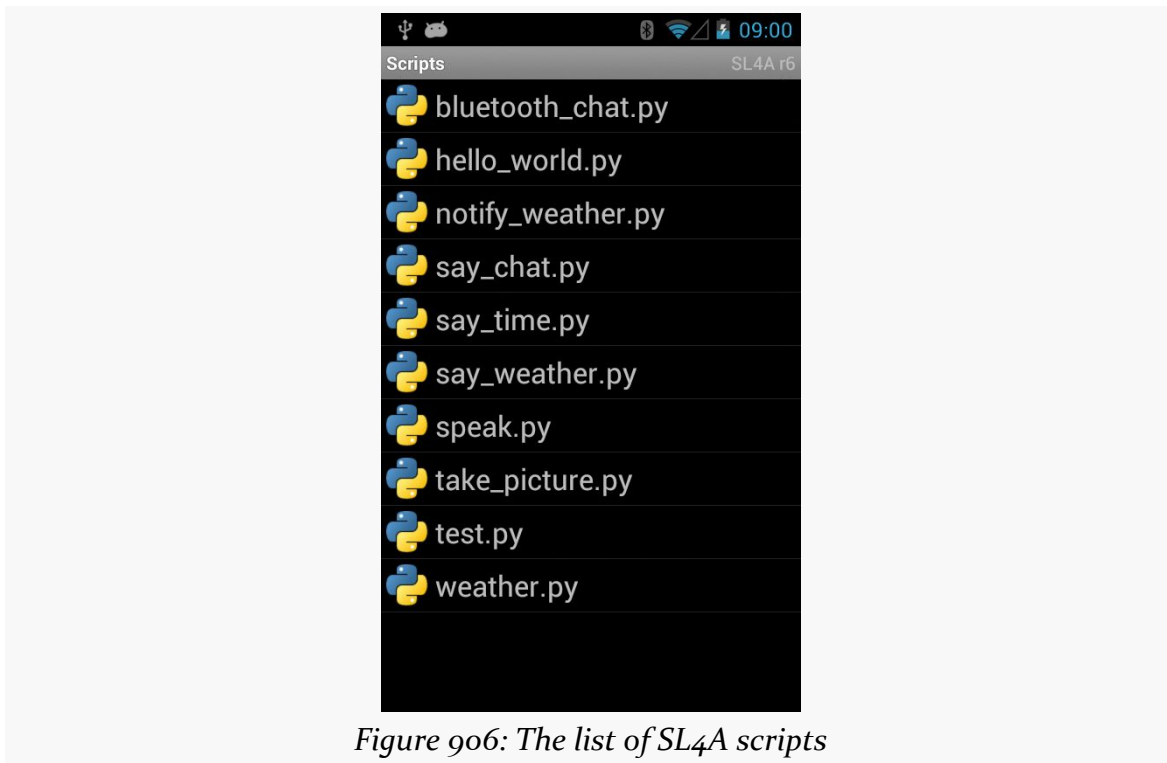 09:00
Scripts SL4A r6
bluetooth_chat.py
hello_world.py
notify_weather.py
say_chat.py
say_time.py
say_weather.py
speak.py
take_picture.py
test.py
weather.py
Figure 906: The list of SL4A scripts